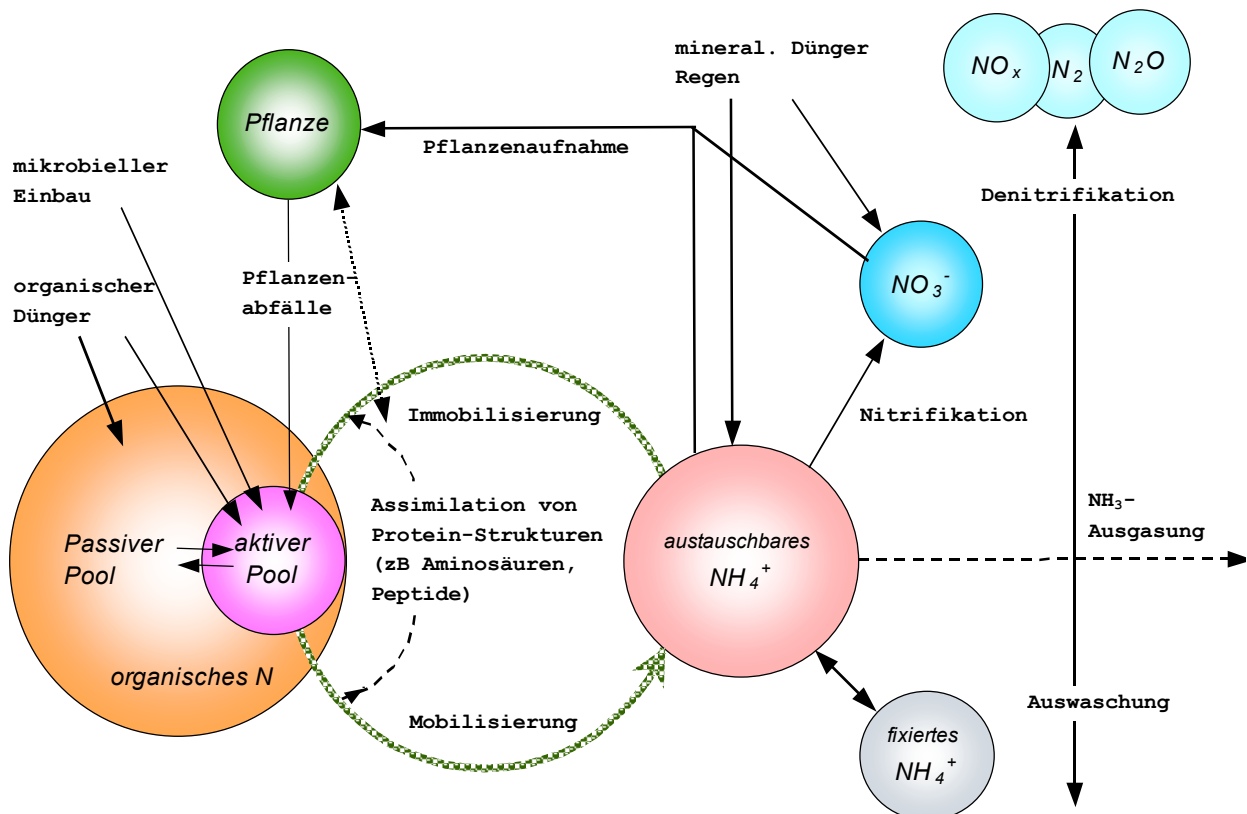 mineral. Dünger
Regen
NOₓ
N₂
N₂O
Pflanze
Pflanzenaufnahme
mikrobieller
Einbau
Denitrifikation
organischer
Dünger
Pflanzen-
abfälle
NO₃⁻
Immobilisierung
Nitrifikation
Assimilation von
Protein-Strukturen
(zB Aminosäuren,
Peptide)
NH₃-
Ausgasung
Passiver
Pool
aktiver
Pool
austauschbares
NH₄⁺
organisches N
Mobilisierung
Auswaschung
fixiertes
NH₄⁺